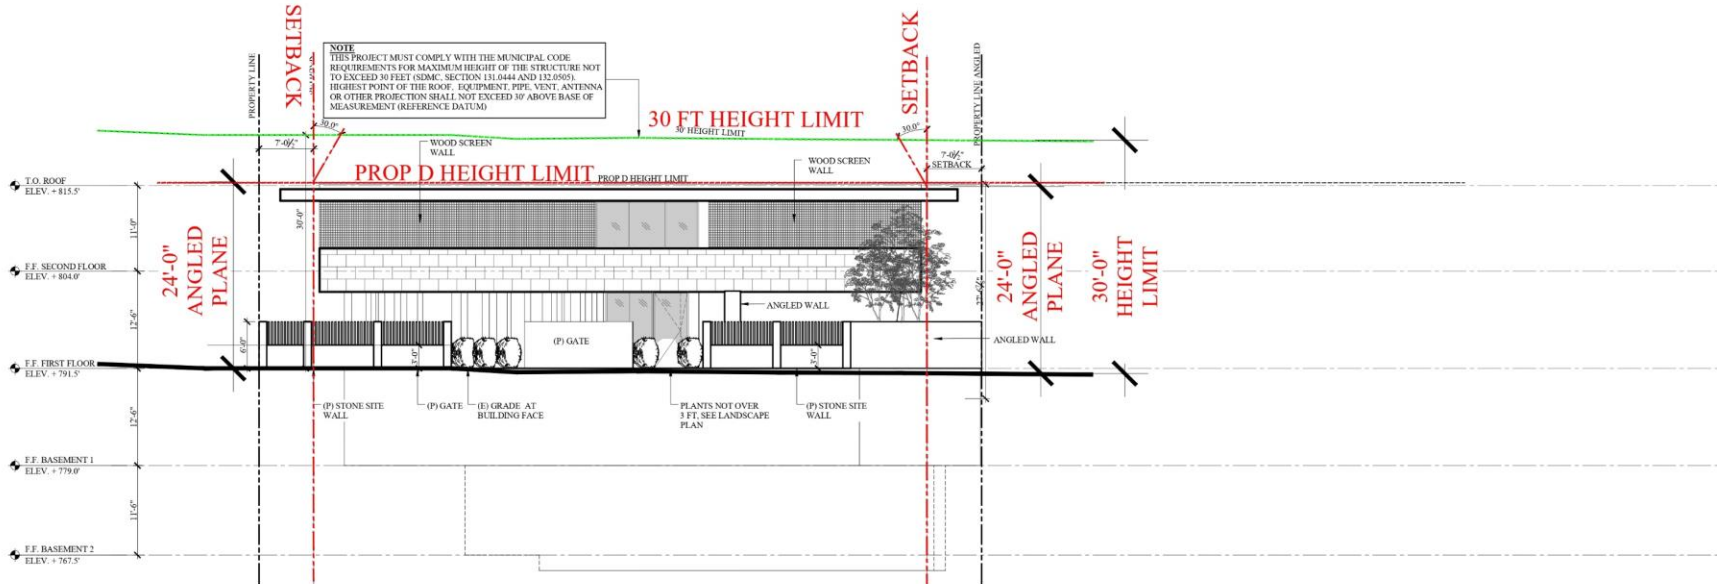 SETBACK
SETBACK
PROPERTY LINE
PROPERTY LINE ANGLED
NOTE
THIS PROJECT MUST COMPLY WITH THE MUNICIPAL CODE
REQUIREMENTS FOR MAXIMUM HEIGHT OF THE STRUCTURE NOT
TO EXCEED 30 FEET (SDMC, SECTION 131.0444 AND 132.0505).
HIGHEST POINT OF THE ROOF, EQUIPMENT, PIPE, VENT, ANTENNA
OR OTHER PROJECTION SHALL NOT EXCEED 30' ABOVE BASE OF
MEASUREMENT (REFERENCE DATUM)
30 FT HEIGHT LIMIT
30' HEIGHT LIMIT
30.0°
30.0°
7'-0½"
7'-0½"
SETBACK
WOOD SCREEN
WALL
WOOD SCREEN
WALL
PROP D HEIGHT LIMIT
PROP D HEIGHT LIMIT
T.O. ROOF
ELEV. + 815.5'
11'-0"
30'-0"
F.F. SECOND FLOOR
ELEV. + 804.0'
24'-0"
ANGLED
PLANE
24'-0"
ANGLED
PLANE
30'-0"
HEIGHT
LIMIT
12'-6"
6'-0"
3'-0"
3'-0"
ANGLED WALL
(P) GATE
ANGLED WALL
F.F. FIRST FLOOR
ELEV. + 791.5'
(P) STONE SITE
WALL
(P) GATE
(E) GRADE AT
BUILDING FACE
PLANTS NOT OVER
3 FT, SEE LANDSCAPE
PLAN
(P) STONE SITE
WALL
12'-6"
F.F. BASEMENT 1
ELEV. + 779.0'
11'-6"
F.F. BASEMENT 2
ELEV. + 767.5'